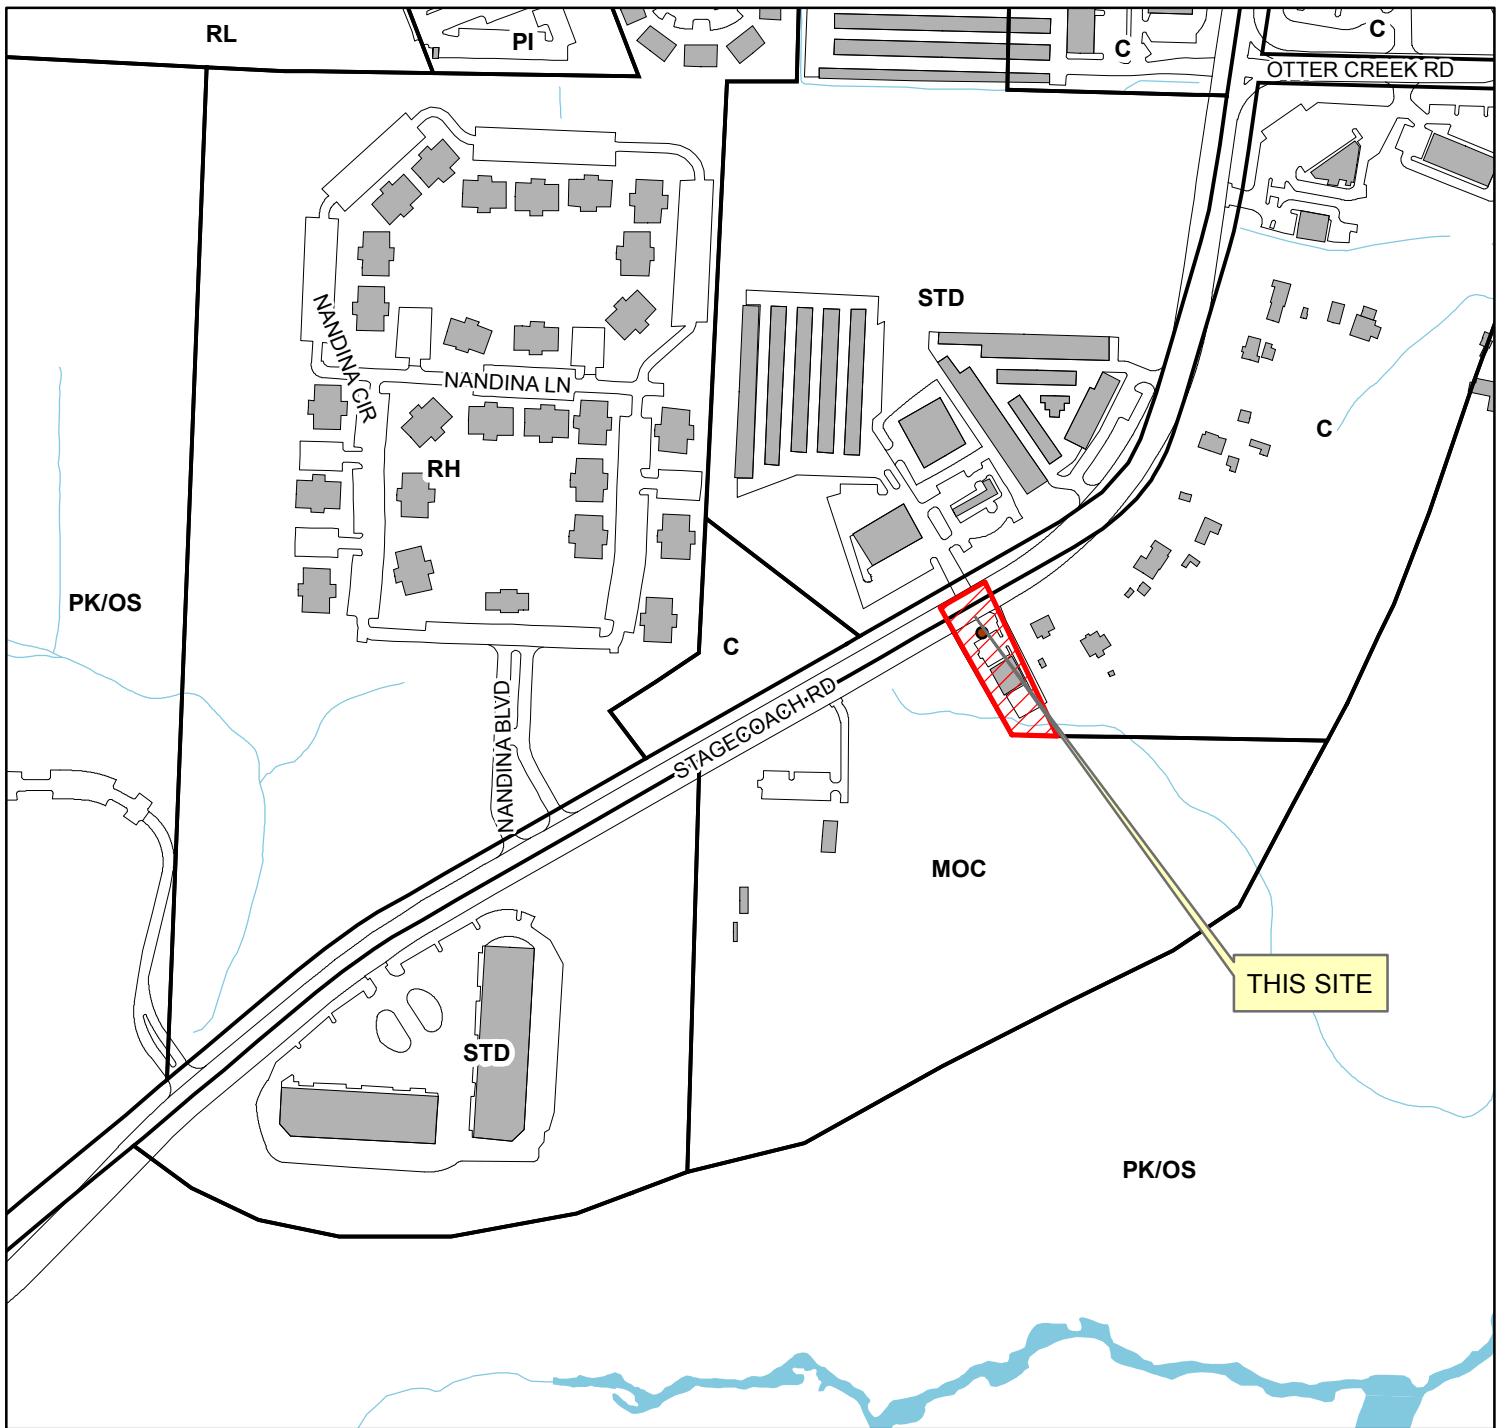 RL
PI
C
C
OTTER CREEK RD
STD
NANDINA CIR
NANDINA LN
C
RH
PK/OS
C
STAGECOACH RD
NANDINA BLVD
MOC
THIS SITE
STD
PK/OS